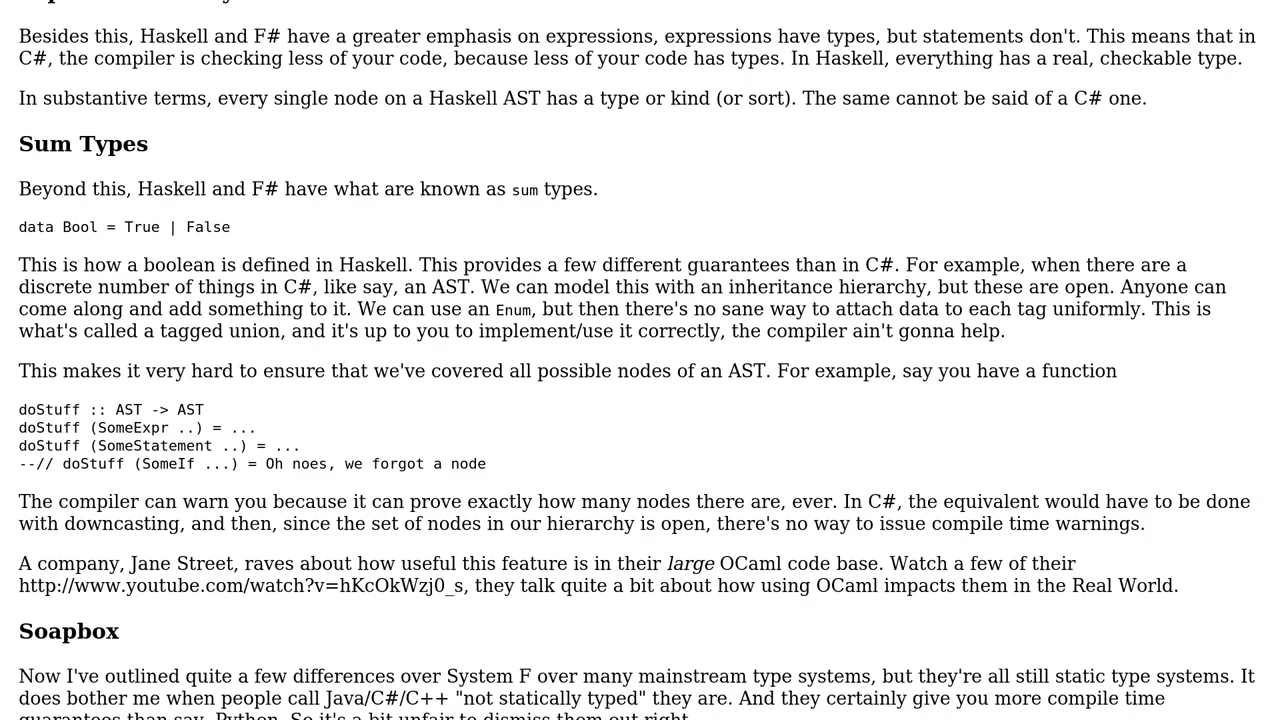 Besides this, Haskell and F# have a greater emphasis on expressions, expressions have types, but statements don't. This means that in
C#, the compiler is checking less of your code, because less of your code has types. In Haskell, everything has a real, checkable type.
In substantive terms, every single node on a Haskell AST has a type or kind (or sort). The same cannot be said of a C# one.
Sum Types
Beyond this, Haskell and F# have what are known as sum types.
data Bool = True | False
This is how a boolean is defined in Haskell. This provides a few different guarantees than in C#. For example, when there are a
discrete number of things in C#, like say, an AST. We can model this with an inheritance hierarchy, but these are open. Anyone can
come along and add something to it. We can use an Enum, but then there's no sane way to attach data to each tag uniformly. This is
what's called a tagged union, and it's up to you to implement/use it correctly, the compiler ain't gonna help.
This makes it very hard to ensure that we've covered all possible nodes of an AST. For example, say you have a function
doStuff :: AST -> AST
doStuff (SomeExpr ..) = ...
doStuff (SomeStatement ..) = ...
--// doStuff (SomeIf ...) = Oh noes, we forgot a node
The compiler can warn you because it can prove exactly how many nodes there are, ever. In C#, the equivalent would have to be done
with downcasting, and then, since the set of nodes in our hierarchy is open, there's no way to issue compile time warnings.
A company, Jane Street, raves about how useful this feature is in their large OCaml code base. Watch a few of their
http://www.youtube.com/watch?v=hKcOkWzj0_s, they talk quite a bit about how using OCaml impacts them in the Real World.
Soapbox
Now I've outlined quite a few differences over System F over many mainstream type systems, but they're all still static type systems. It
does bother me when people call Java/C#/C++ "not statically typed" they are. And they certainly give you more compile time
guarantees than say, Python. So it's a bit unfair to dismiss them out right.